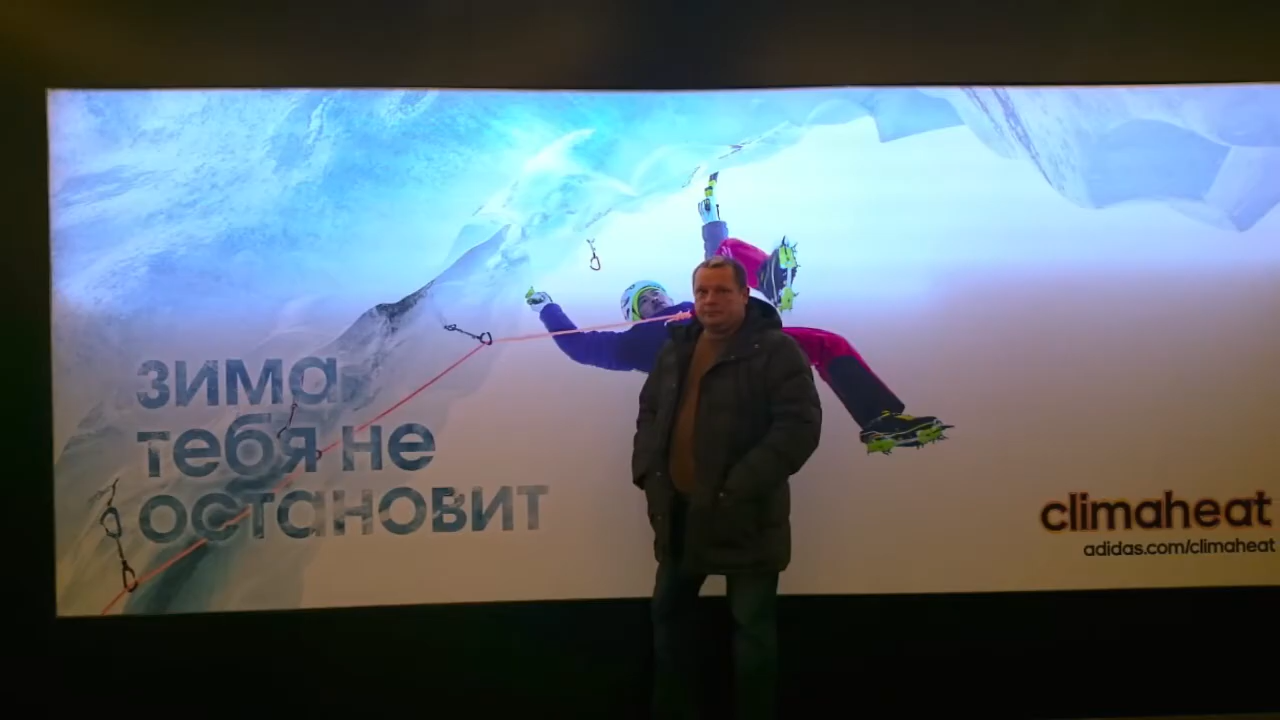 зима
тебя не
остановит
climaheat
adidas.com/climaheat